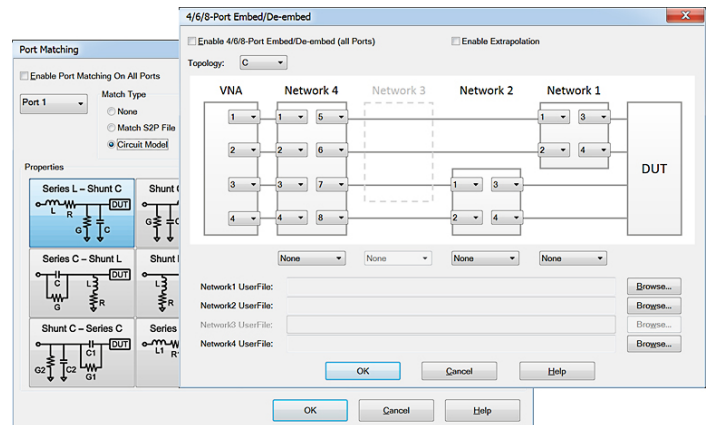 4/6/8-Port Embed/De-embed
Enable 4/6/8-Port Embed/De-embed (all Ports)
Enable Extrapolation
Topology: C
VNA Network 4 Network 3 Network 2 Network 1
1 1 5 1 3
2 2 6 2 4
3 3 7 1 3
4 4 8 2 4
DUT
None None None None
Network1 UserFile: Browse...
Network2 UserFile: Browse...
Network3 UserFile: Browse...
Network4 UserFile: Browse...
OK Cancel Help
Port Matching
Enable Port Matching On All Ports
Port 1
Match Type
None
Match S2P File
Circuit Model
Properties
Series L – Shunt C
L R DUT
G C
Shunt
G
Series C – Shunt L
C DUT
L
G R
Shunt
Shunt C – Series C
C1 DUT
G2 C2 G1
Series
L1 R
OK Cancel Help